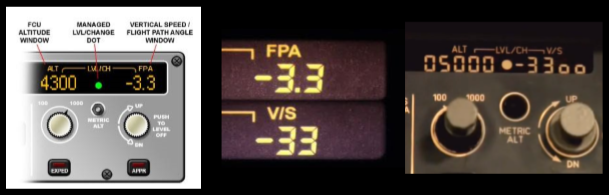 FCU
ALTITUDE
WINDOW
MANAGED
LVL/CHANGE
DOT
VERTICAL SPEED /
FLIGHT PATH ANGLE
WINDOW
ALT LVL/CH FPA
4300 -3.3
100 1000
METRIC
ALT
UP
DN
PUSH
TO
LEVEL
OFF
EXPED
APPR
FPA
-3.3
V/S
-33
ALT LVL/CH V/S
05000 -33oo
100 1000
METRIC
ALT
UP
DN